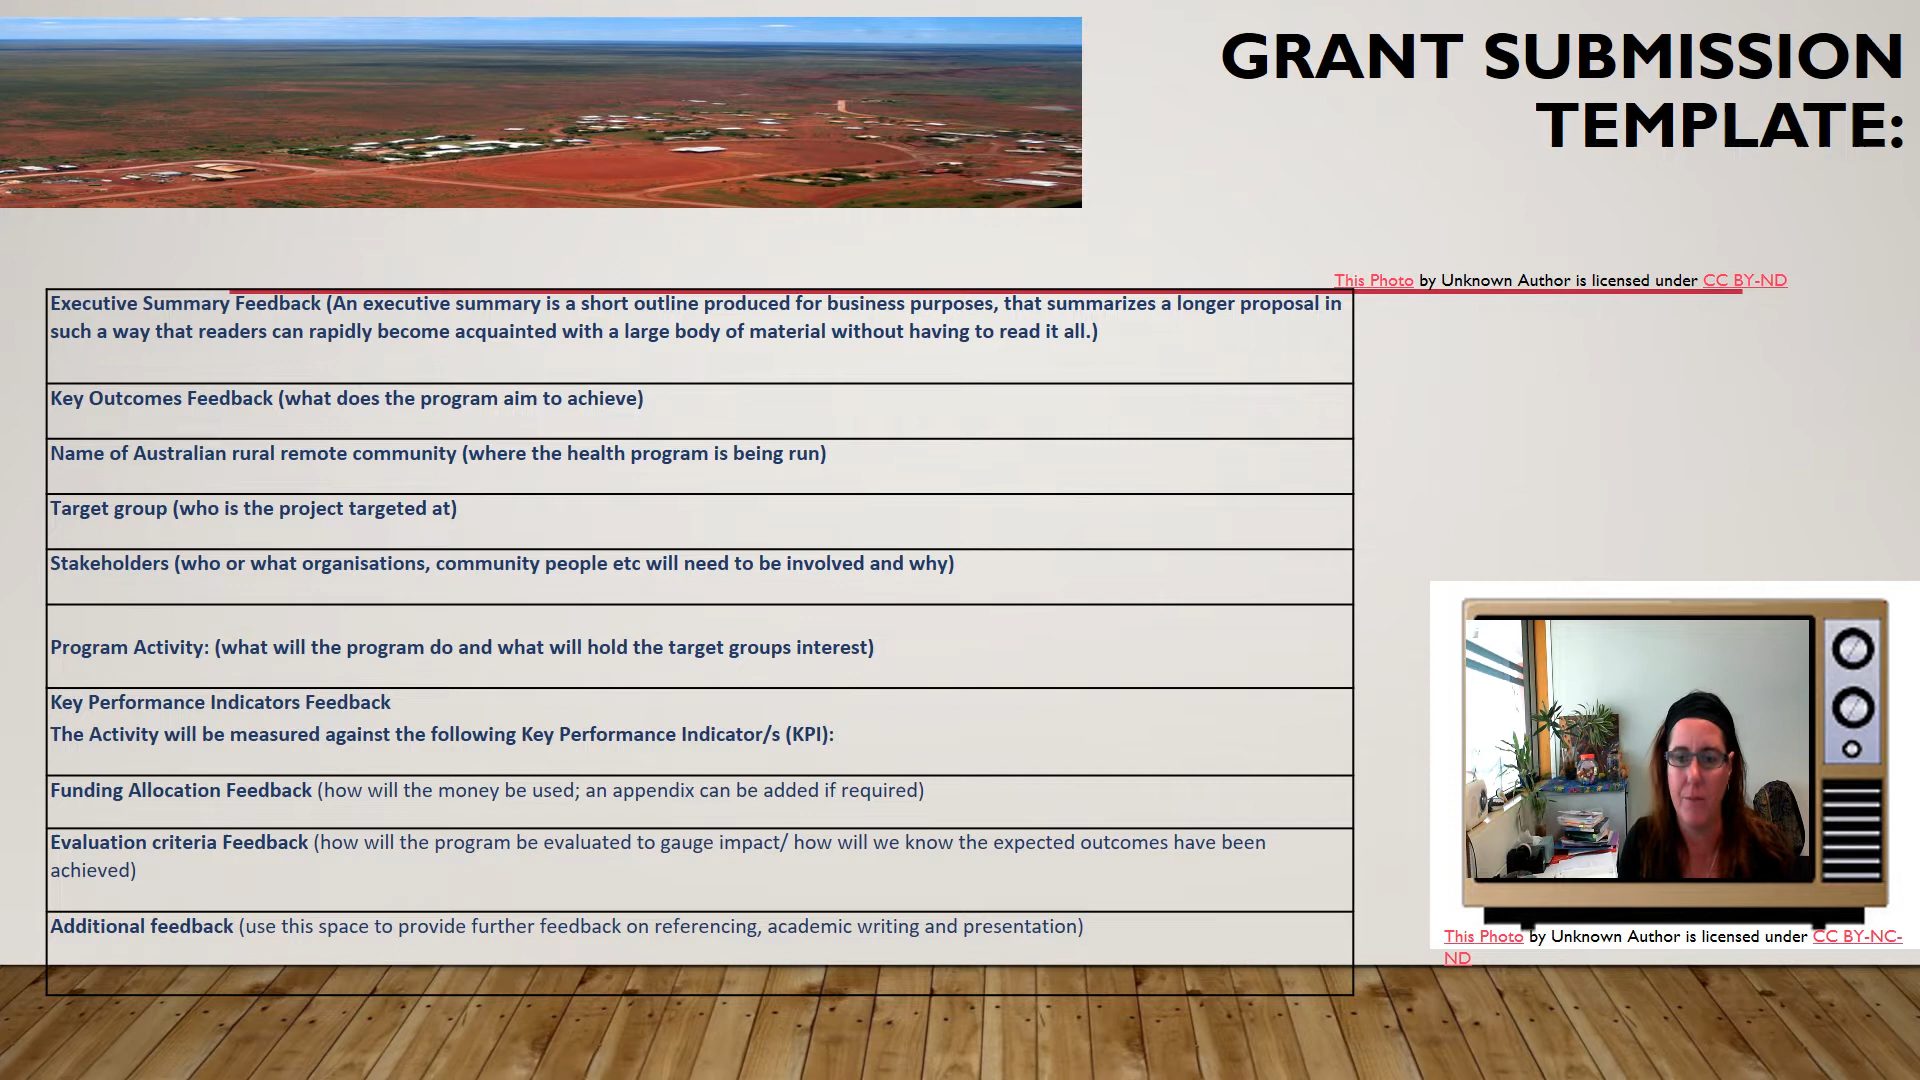 GRANT SUBMISSION
TEMPLATE:
This Photo by Unknown Author is licensed under CC BY-ND
Executive Summary Feedback (An executive summary is a short outline produced for business purposes, that summarizes a longer proposal in
such a way that readers can rapidly become acquainted with a large body of material without having to read it all.)
Key Outcomes Feedback (what does the program aim to achieve)
Name of Australian rural remote community (where the health program is being run)
Target group (who is the project targeted at)
Stakeholders (who or what organisations, community people etc will need to be involved and why)
Program Activity: (what will the program do and what will hold the target groups interest)
Key Performance Indicators Feedback
The Activity will be measured against the following Key Performance Indicator/s (KPI):
Funding Allocation Feedback (how will the money be used; an appendix can be added if required)
Evaluation criteria Feedback (how will the program be evaluated to gauge impact/ how will we know the expected outcomes have been
achieved)
Additional feedback (use this space to provide further feedback on referencing, academic writing and presentation)
This Photo by Unknown Author is licensed under CC BY-NC-
ND